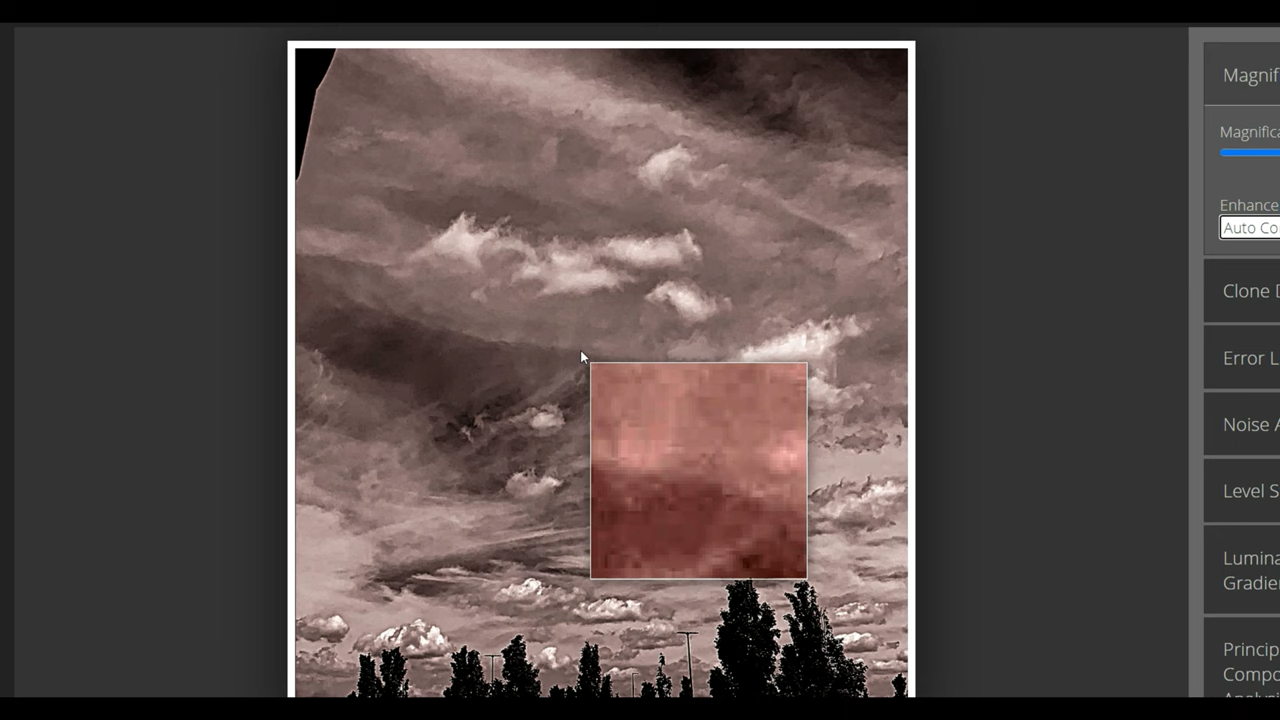 Magnif
Magnifica
Enhance
Auto Co
Clone D
Error L
Noise A
Level S
Lumina
Gradie
Princip
Compo